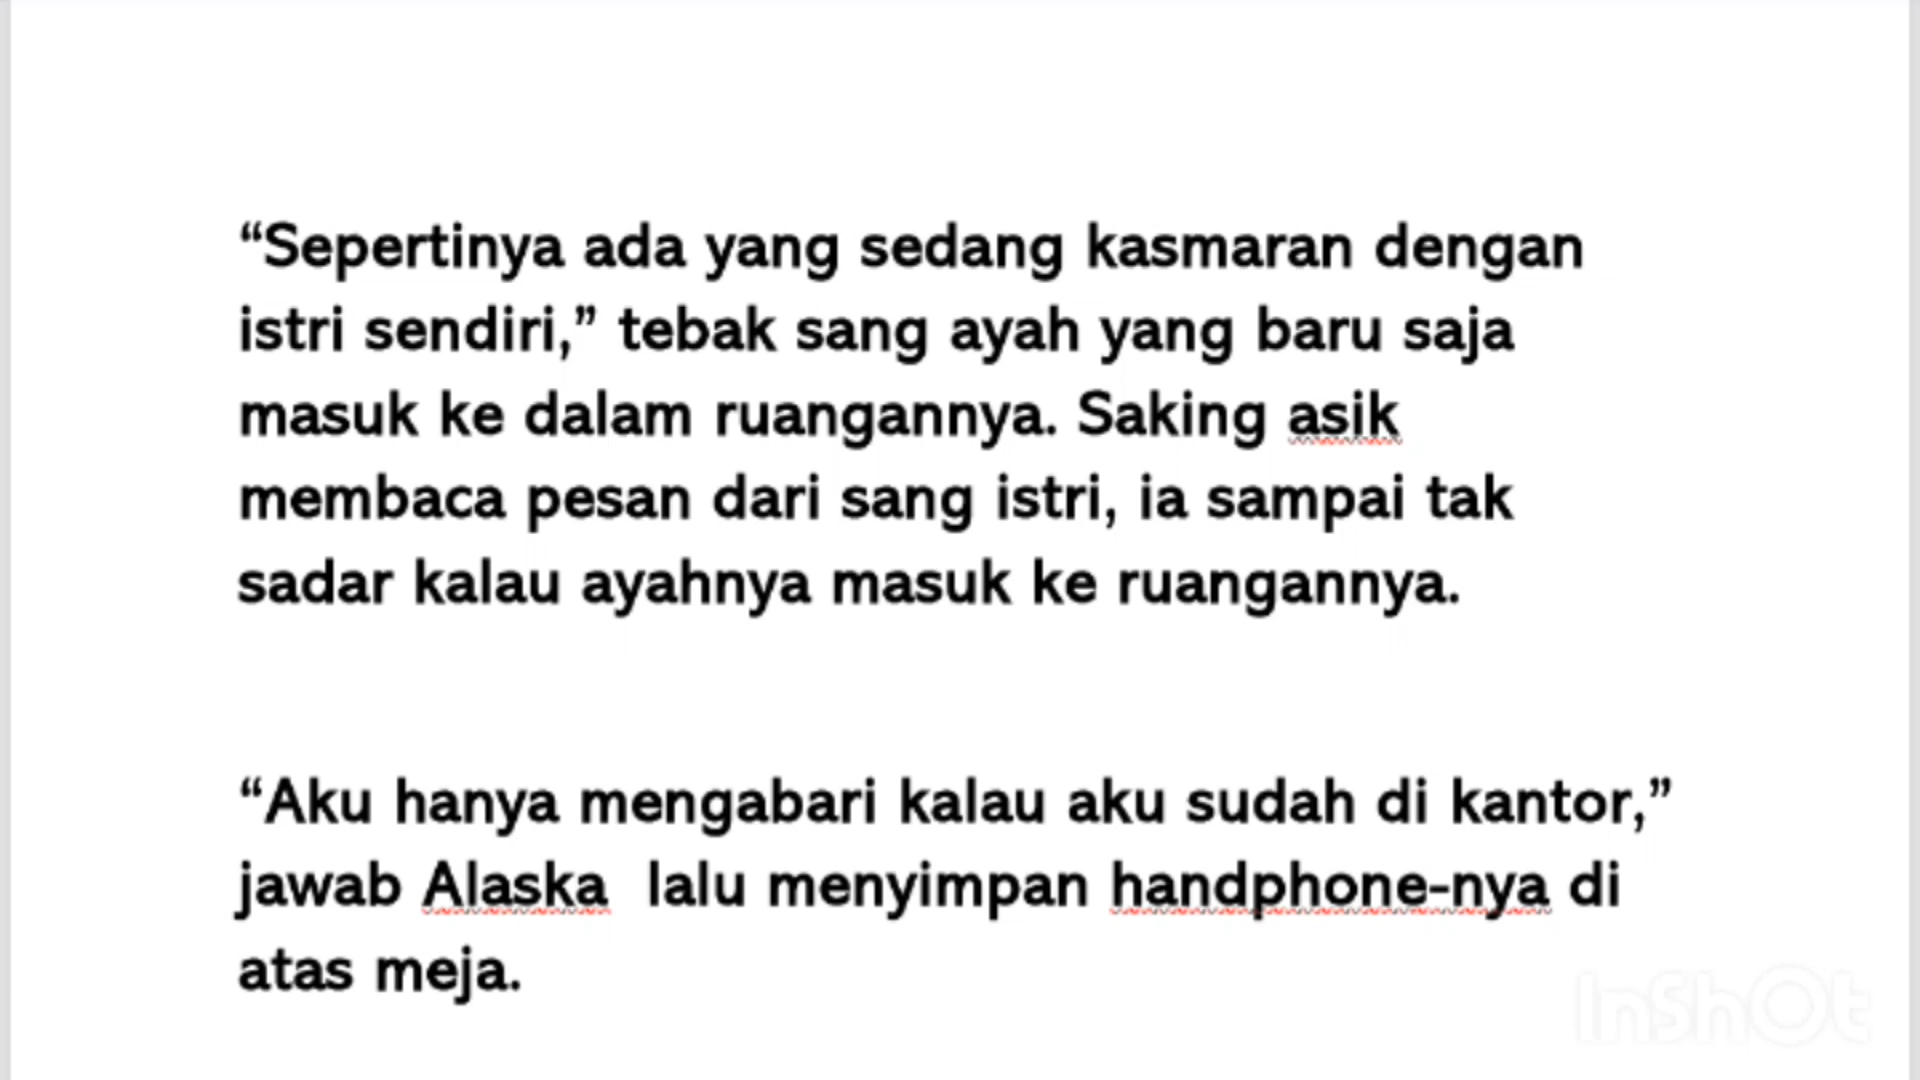 “Sepertinya ada yang sedang kasmaran dengan
istri sendiri,” tebak sang ayah yang baru saja
masuk ke dalam ruangannya. Saking asik
membaca pesan dari sang istri, ia sampai tak
sadar kalau ayahnya masuk ke ruangannya.
“Aku hanya mengabari kalau aku sudah di kantor,”
jawab Alaska  lalu menyimpan handphone-nya di
atas meja.
InShOt